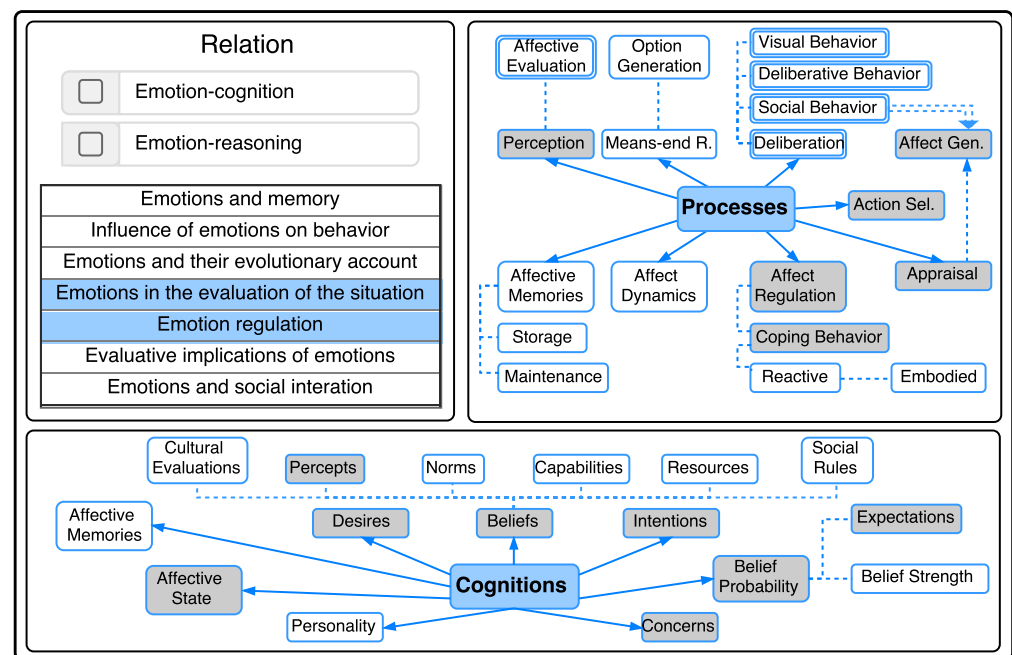 Relation
Emotion-cognition
Emotion-reasoning
Emotions and memory
Influence of emotions on behavior
Emotions and their evolutionary account
Emotions in the evaluation of the situation
Emotion regulation
Evaluative implications of emotions
Emotions and social interation
Affective
Evaluation
Option
Generation
Visual Behavior
Deliberative Behavior
Social Behavior
Perception
Means-end R.
Deliberation
Affect Gen.
Processes
Action Sel.
Affective
Memories
Affect
Dynamics
Affect
Regulation
Appraisal
Storage
Coping Behavior
Maintenance
Reactive
Embodied
Cultural
Evaluations
Percepts
Norms
Capabilities
Resources
Social
Rules
Affective
Memories
Desires
Beliefs
Intentions
Expectations
Affective
State
Cognitions
Belief
Probability
Belief Strength
Personality
Concerns